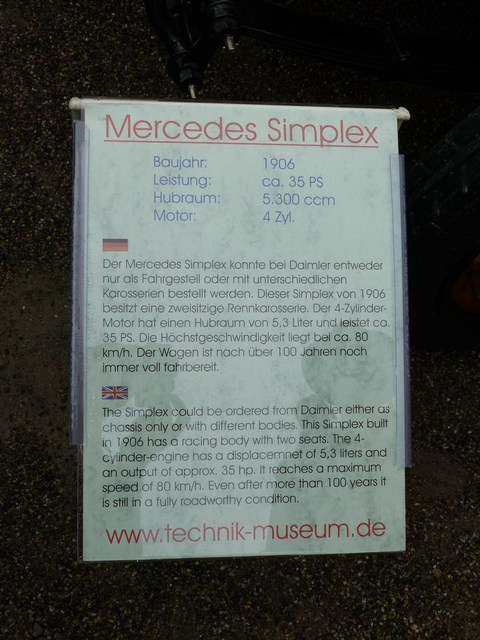 Mercedes Simplex
Baujahr: 1906
Leistung: ca. 35 PS
Hubraum: 5.300 ccm
Motor: 4 Zyl.
Der Mercedes Simplex konnte bei Daimler entweder
nur als Fahrgestell oder mit unterschiedlichen
Karosserien bestellt werden. Dieser Simplex von 1906
besitzt eine zweisitzige Rennkarosserie. Der 4-Zylinder-
Motor hat einen Hubraum von 5,3 Liter und leistet ca.
35 PS. Die Höchstgeschwindigkeit liegt bei ca. 80
km/h. Der Wagen ist nach über 100 Jahren noch
immer voll fahrbereit.
The Simplex could be ordered from Daimler either as
chassis only or with different bodies. This Simplex built
in 1906 has a racing body with two seats. The 4-
cylinder-engine has a displacemnet of 5,3 liters and
an output of approx. 35 hp. It reaches a maximum
speed of 80 km/h. Even after more than 100 years it
is still in a fully roadworthy condition.
www.technik-museum.de